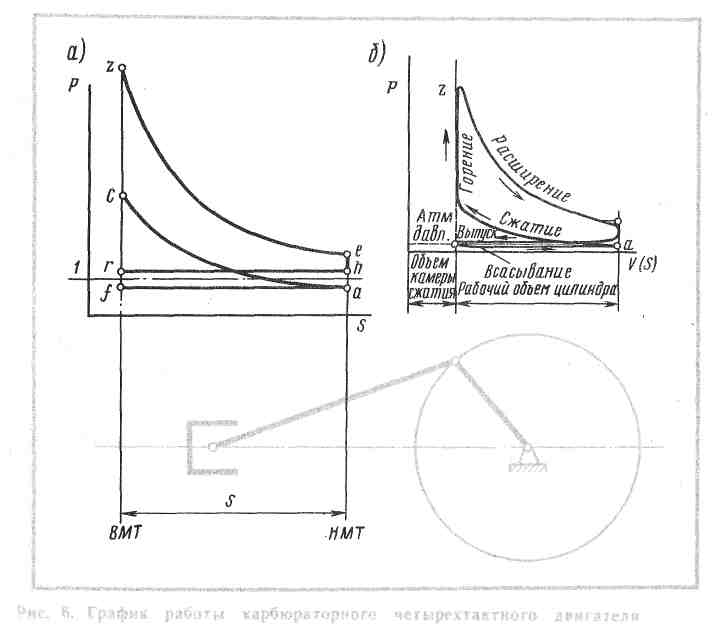 а)
z
P
c
1
r
f
e
h
a
S
S
ВМТ
НМТ
б)
P
z
Горение
Расширение
Сжатие
Атм
давл.
Выпуск
a
V (S)
Объем
камеры
сжатия
Всасывание
Рабочий объем цилиндра
Рис. 6. График работы карбюраторного четырехтактного двигателя